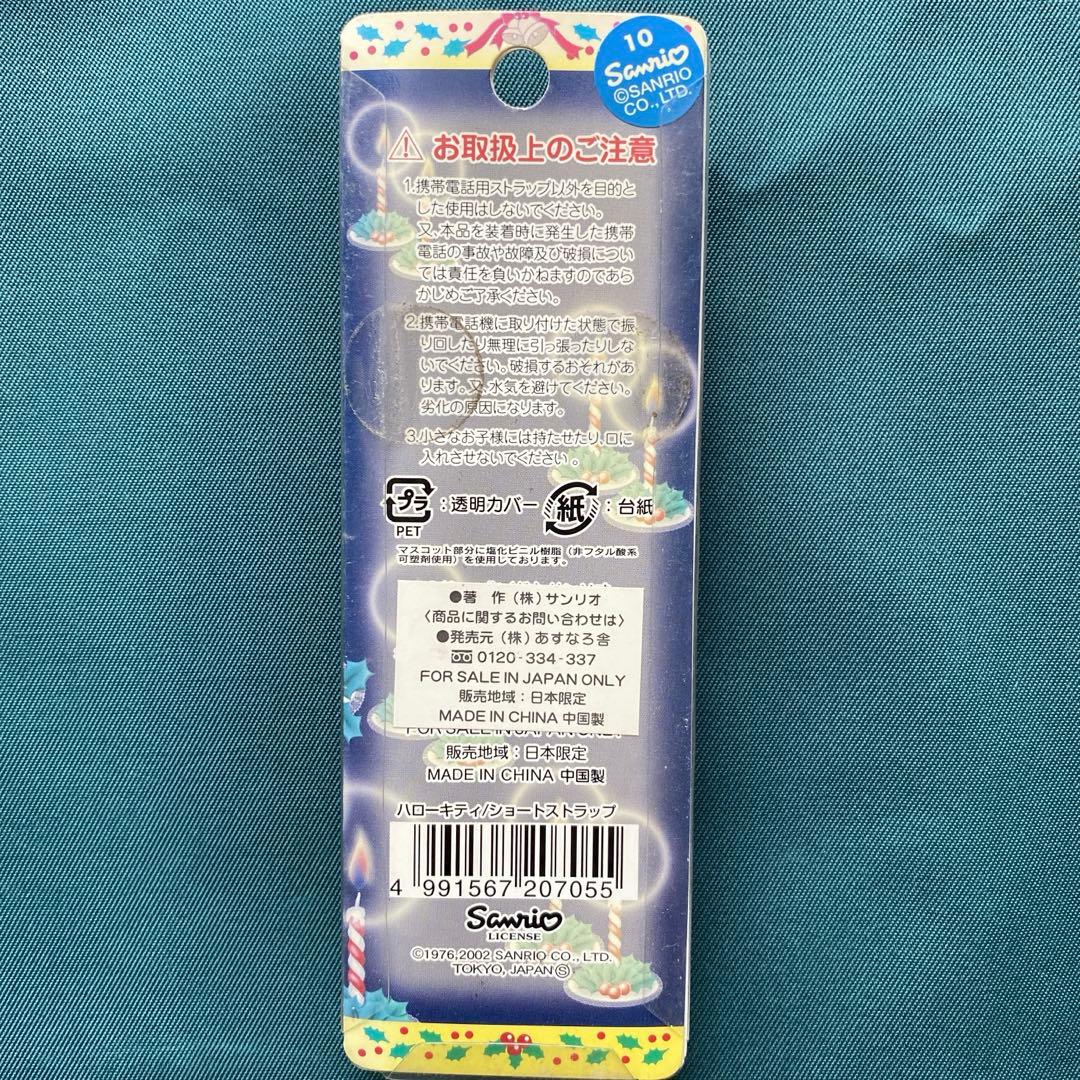 10
Sanrio
©SANRIO
CO.,LTD.
お取扱上のご注意
1.携帯電話用ストラップ以外を目的と
した使用はしないでください。
又、本品を装着時に発生した携帯
電話の事故や故障及び破損につい
ては責任を負いかねますのであら
かじめご了承ください。
2.携帯電話機に取り付けた状態で振
り回したり無理に引っ張ったりしな
いでください。破損するおそれがあ
ります。又、水気を避けてください。
劣化の原因になります。
3.小さなお子様には持たせたり、口に
入れさせないでください。
プラ :透明カバー 紙 :台紙
PET
マスコット部分に塩化ビニル樹脂（非フタル酸系
可塑剤使用）を使用しております。
●著 作（株）サンリオ
〈商品に関するお問い合わせは〉
●発売元（株）あすなろ舎
0120-334-337
FOR SALE IN JAPAN ONLY
販売地域：日本限定
MADE IN CHINA 中国製
FOR SALE IN JAPAN ONLY
販売地域：日本限定
MADE IN CHINA 中国製
ハローキティ/ショートストラップ
4 991567 207055
Sanrio
LICENSE
©1976,2002 SANRIO CO., LTD.
TOKYO, JAPAN Ⓢ